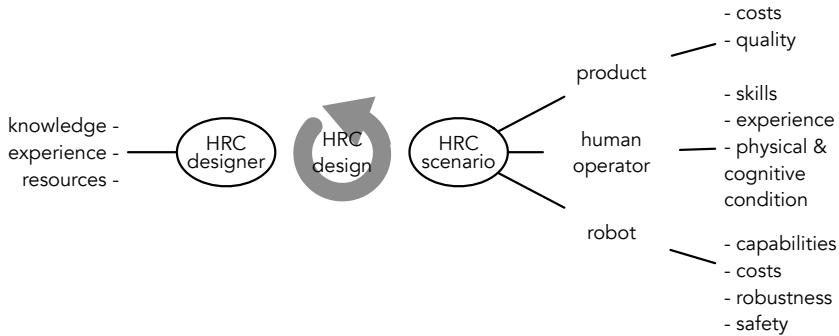 knowledge -
experience -
resources -
HRC
designer
HRC
design
HRC
scenario
product
- costs
- quality
human
operator
- skills
- experience
- physical &
cognitive
condition
robot
- capabilities
- costs
- robustness
- safety